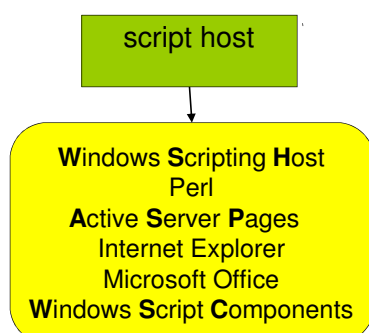 script host
Windows Scripting Host
Perl
Active Server Pages
Internet Explorer
Microsoft Office
Windows Script Components